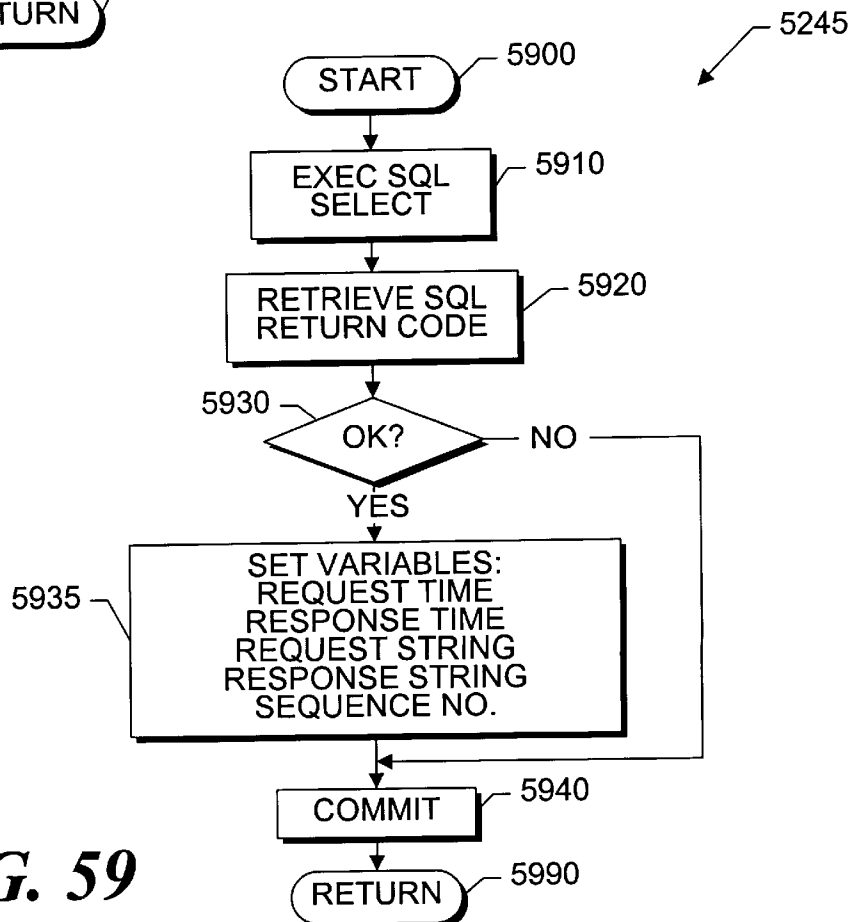 TURN
5245
START
5900
EXEC SQL
SELECT
5910
RETRIEVE SQL
RETURN CODE
5920
5930
OK?
NO
YES
SET VARIABLES:
REQUEST TIME
RESPONSE TIME
REQUEST STRING
RESPONSE STRING
SEQUENCE NO.
5935
COMMIT
5940
G. 59
RETURN
5990